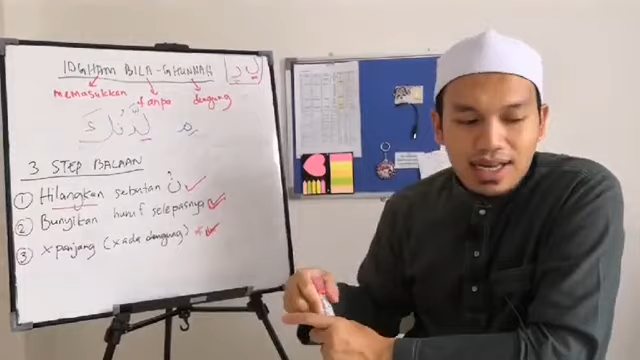 IDGHAM BILA-GHUNNAH
memasukkan tanpa dengung
3 STEP BACAAN
① Hilangkan sebutan نْ ✓
② Bunyikan huruf selepasnya ✓
③ x panjang (x ada dengung) ✓